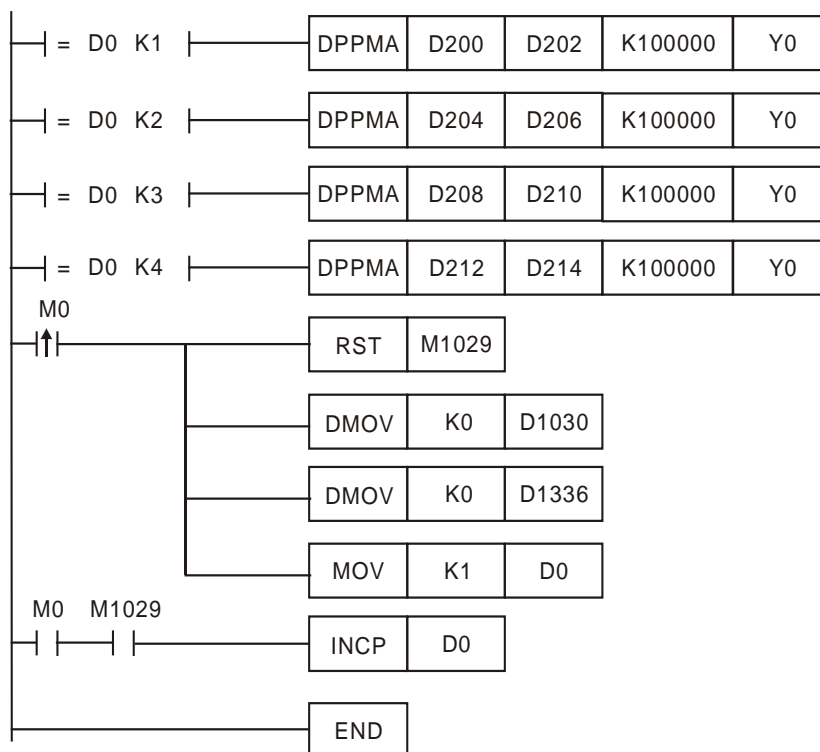 = D0 K1 DPPMA D200 D202 K100000 Y0
= D0 K2 DPPMA D204 D206 K100000 Y0
= D0 K3 DPPMA D208 D210 K100000 Y0
= D0 K4 DPPMA D212 D214 K100000 Y0
M0
RST M1029
DMOV K0 D1030
DMOV K0 D1336
MOV K1 D0
M0 M1029
INCP D0
END